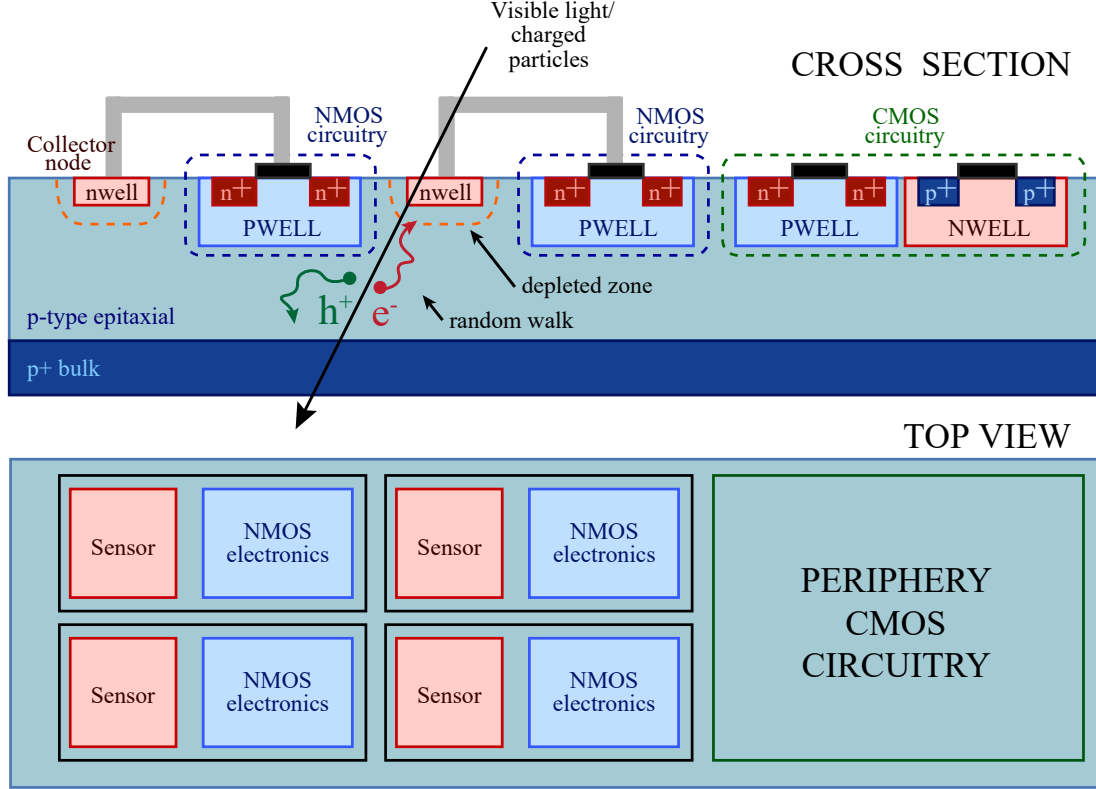 Visible light/
charged
particles
CROSS SECTION
NMOS
circuitry
NMOS
circuitry
CMOS
circuitry
Collector
node
nwell
n+
n+
PWELL
nwell
n+
n+
PWELL
n+
n+
PWELL
p+
p+
NWELL
h+
e-
depleted zone
random walk
p-type epitaxial
p+ bulk
TOP VIEW
Sensor
NMOS
electronics
Sensor
NMOS
electronics
Sensor
NMOS
electronics
Sensor
NMOS
electronics
PERIPHERY
CMOS
CIRCUITRY